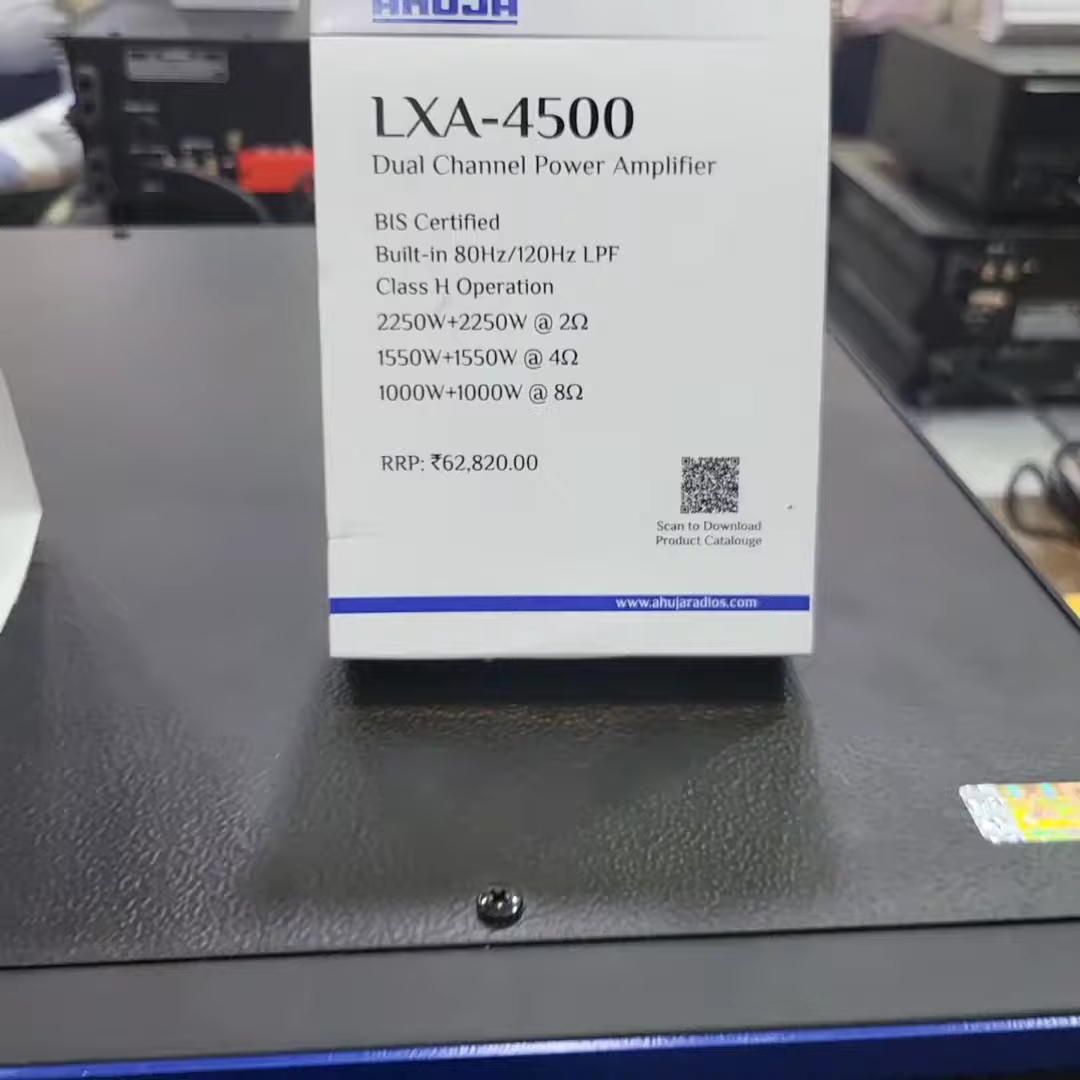 AHUJA
LXA-4500
Dual Channel Power Amplifier
BIS Certified
Built-in 80Hz/120Hz LPF
Class H Operation
2250W+2250W @ 2Ω
1550W+1550W @ 4Ω
1000W+1000W @ 8Ω
RRP: ₹62,820.00
Scan to Download
Product Catalouge
www.ahujaradios.com